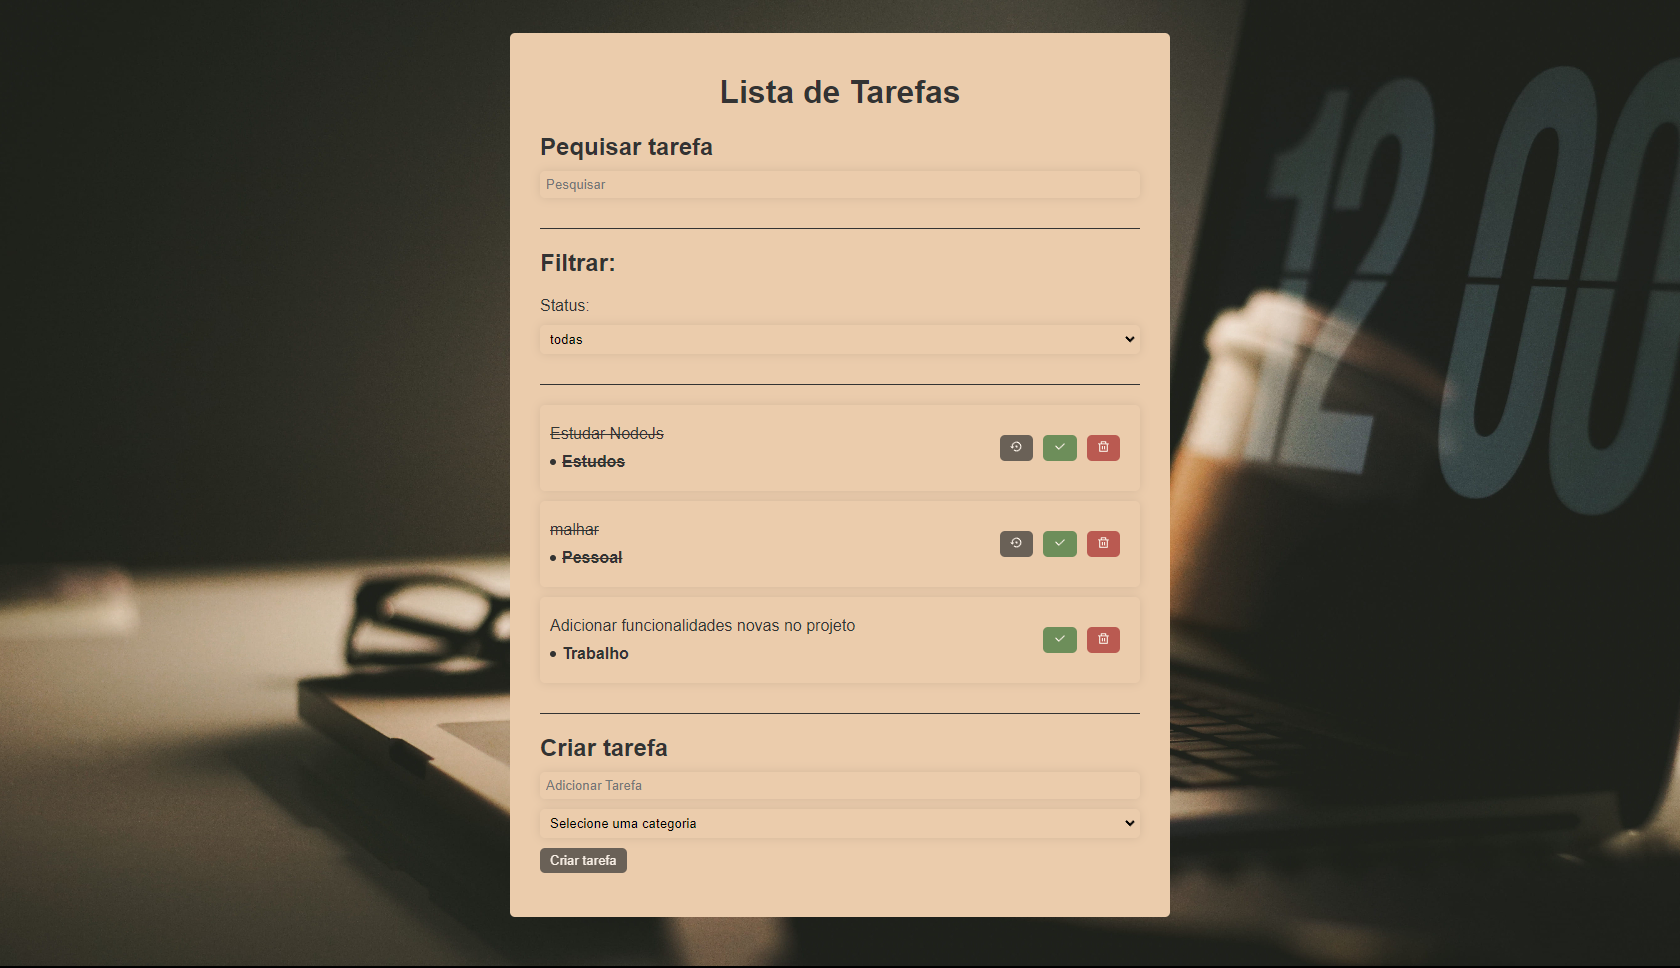 Lista de Tarefas
Pequisar tarefa
Pesquisar
Filtrar:
Status:
todas
Estudar NodeJs
• Estudos
malhar
• Pessoal
Adicionar funcionalidades novas no projeto
• Trabalho
Criar tarefa
Adicionar Tarefa
Selecione uma categoria
Criar tarefa
12 00